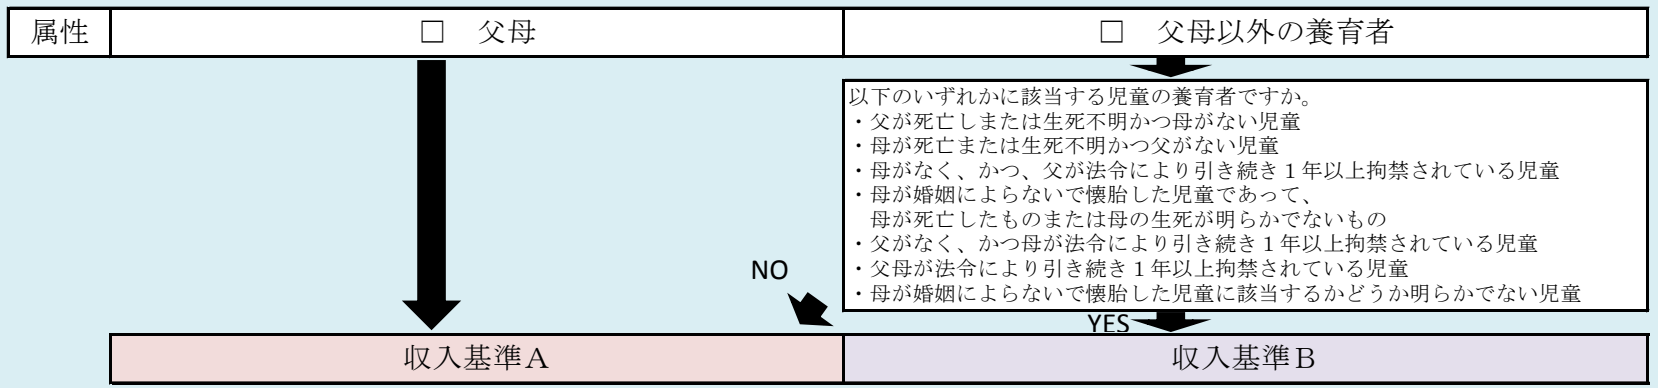 属性
□　父母
□　父母以外の養育者
以下のいずれかに該当する児童の養育者ですか。
・父が死亡しまたは生死不明かつ母がない児童
・母が死亡または生死不明かつ父がない児童
・母がなく、かつ、父が法令により引き続き１年以上拘禁されている児童
・母が婚姻によらないで懐胎した児童であって、
　母が死亡したものまたは母の生死が明らかでないもの
・父がなく、かつ母が法令により引き続き１年以上拘禁されている児童
・父母が法令により引き続き１年以上拘禁されている児童
・母が婚姻によらないで懐胎した児童に該当するかどうか明らかでない児童
NO
YES
収入基準Ａ
収入基準Ｂ